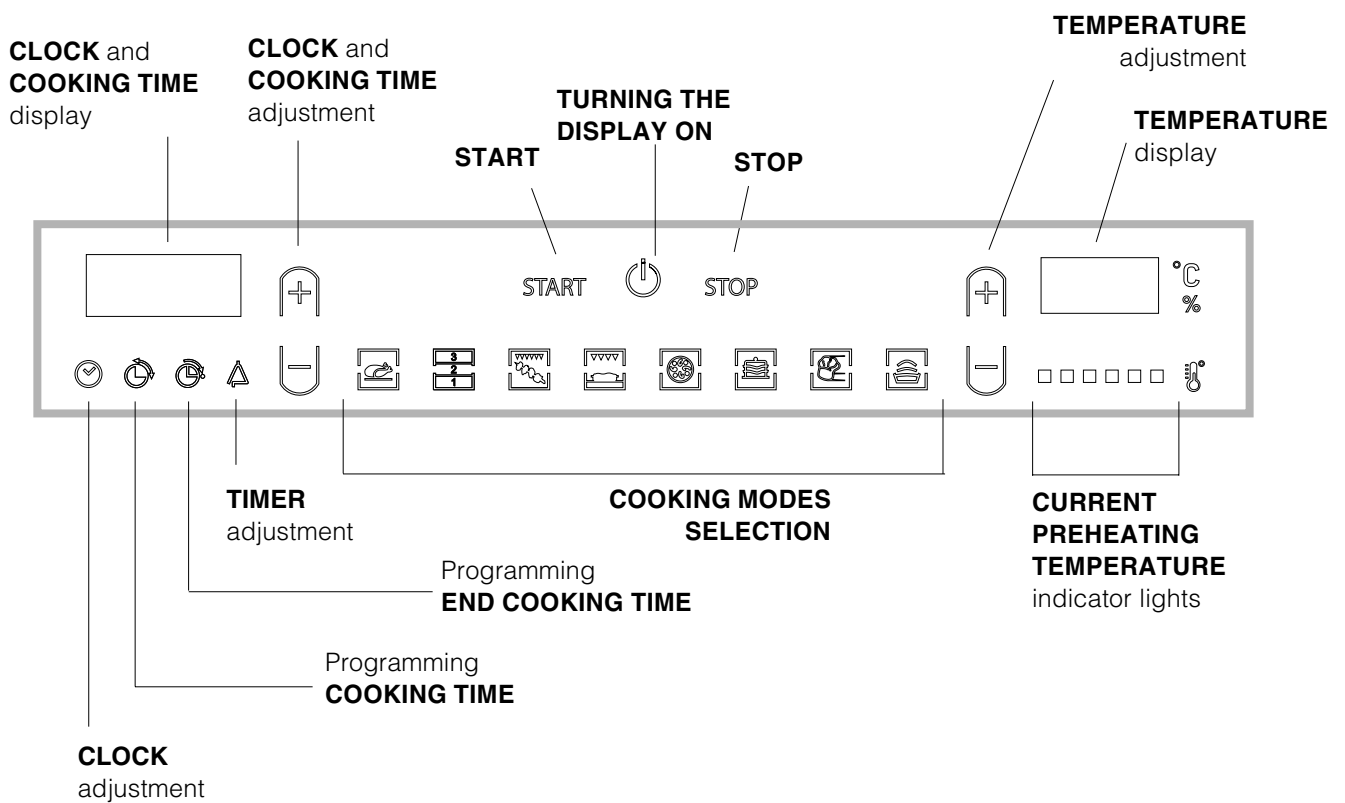 CLOCK and
COOKING TIME
display
CLOCK and
COOKING TIME
adjustment
START
TURNING THE
DISPLAY ON
STOP
TEMPERATURE
adjustment
TEMPERATURE
display
START
STOP
°C
%
3
2
1
TIMER
adjustment
COOKING MODES
SELECTION
CURRENT
PREHEATING
TEMPERATURE
indicator lights
Programming
END COOKING TIME
Programming
COOKING TIME
CLOCK
adjustment